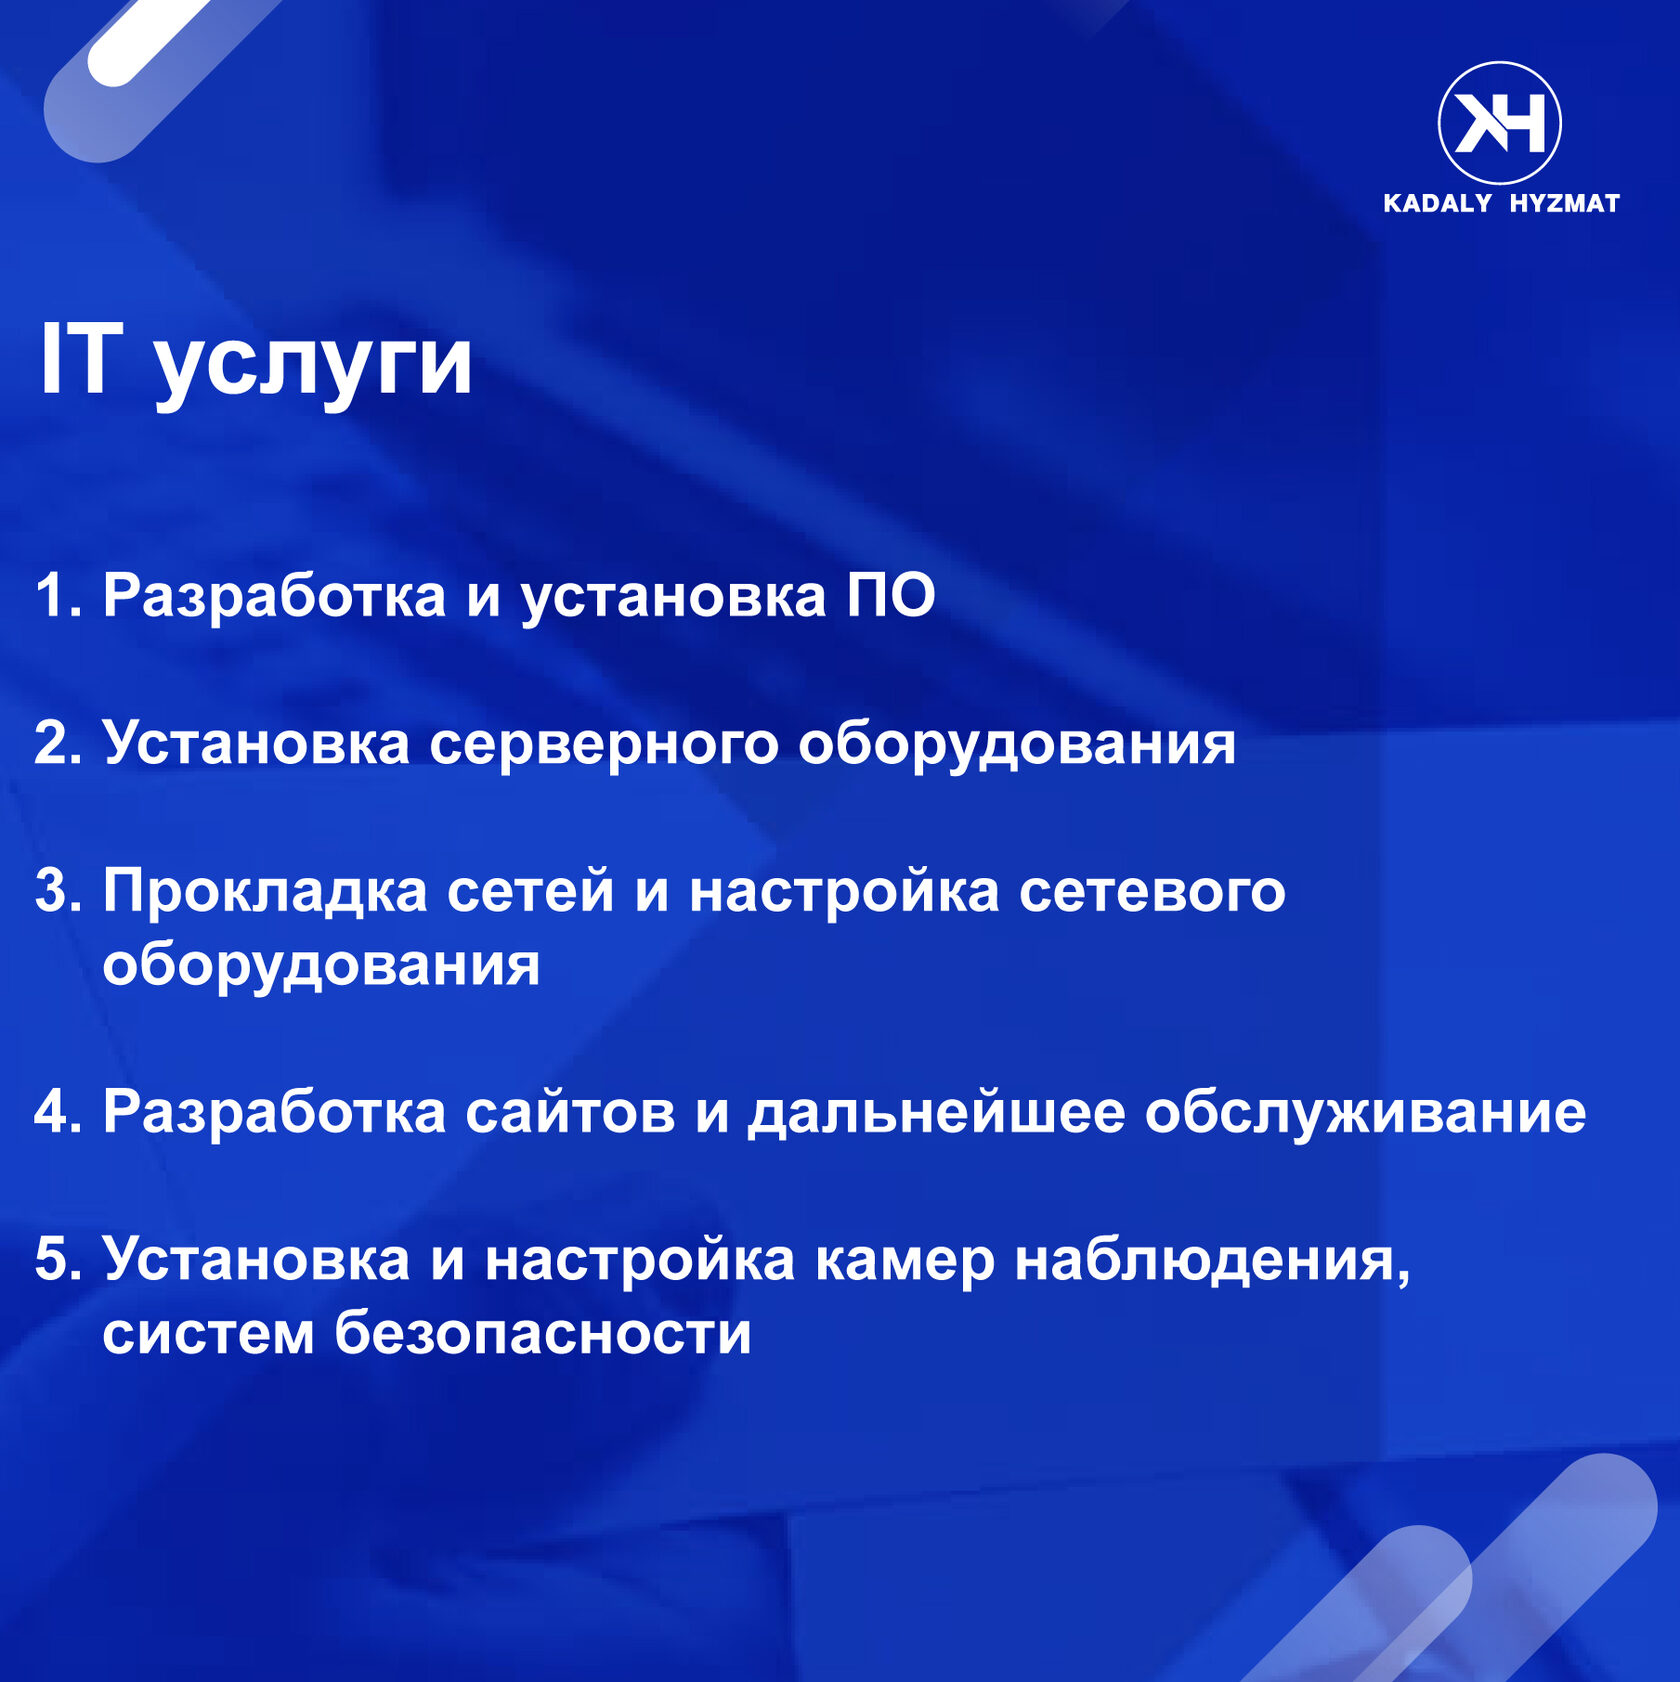 KH
KADALY HYZMAT
IT услуги
1. Разработка и установка ПО
2. Установка серверного оборудования
3. Прокладка сетей и настройка сетевого
оборудования
4. Разработка сайтов и дальнейшее обслуживание
5. Установка и настройка камер наблюдения,
систем безопасности